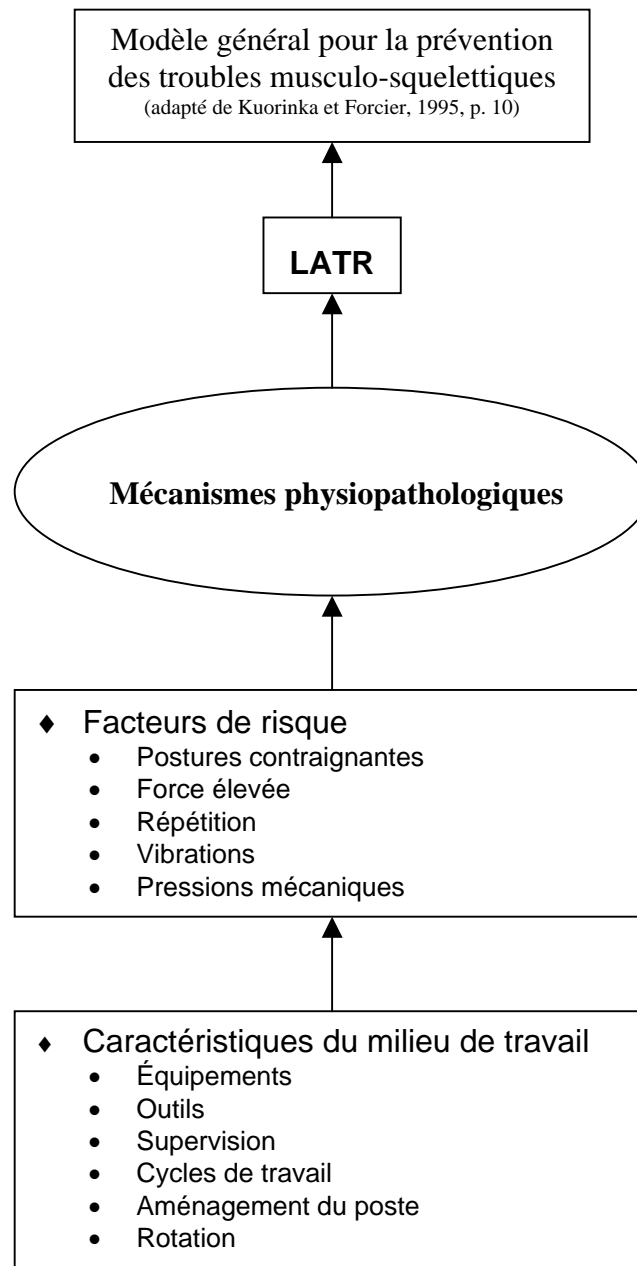 Modèle général pour la prévention
des troubles musculo-squelettiques
(adapté de Kuorinka et Forcier, 1995, p. 10)
LATR
Mécanismes physiopathologiques
♦ Facteurs de risque
• Postures contraignantes
• Force élevée
• Répétition
• Vibrations
• Pressions mécaniques
♦ Caractéristiques du milieu de travail
• Équipements
• Outils
• Supervision
• Cycles de travail
• Aménagement du poste
• Rotation